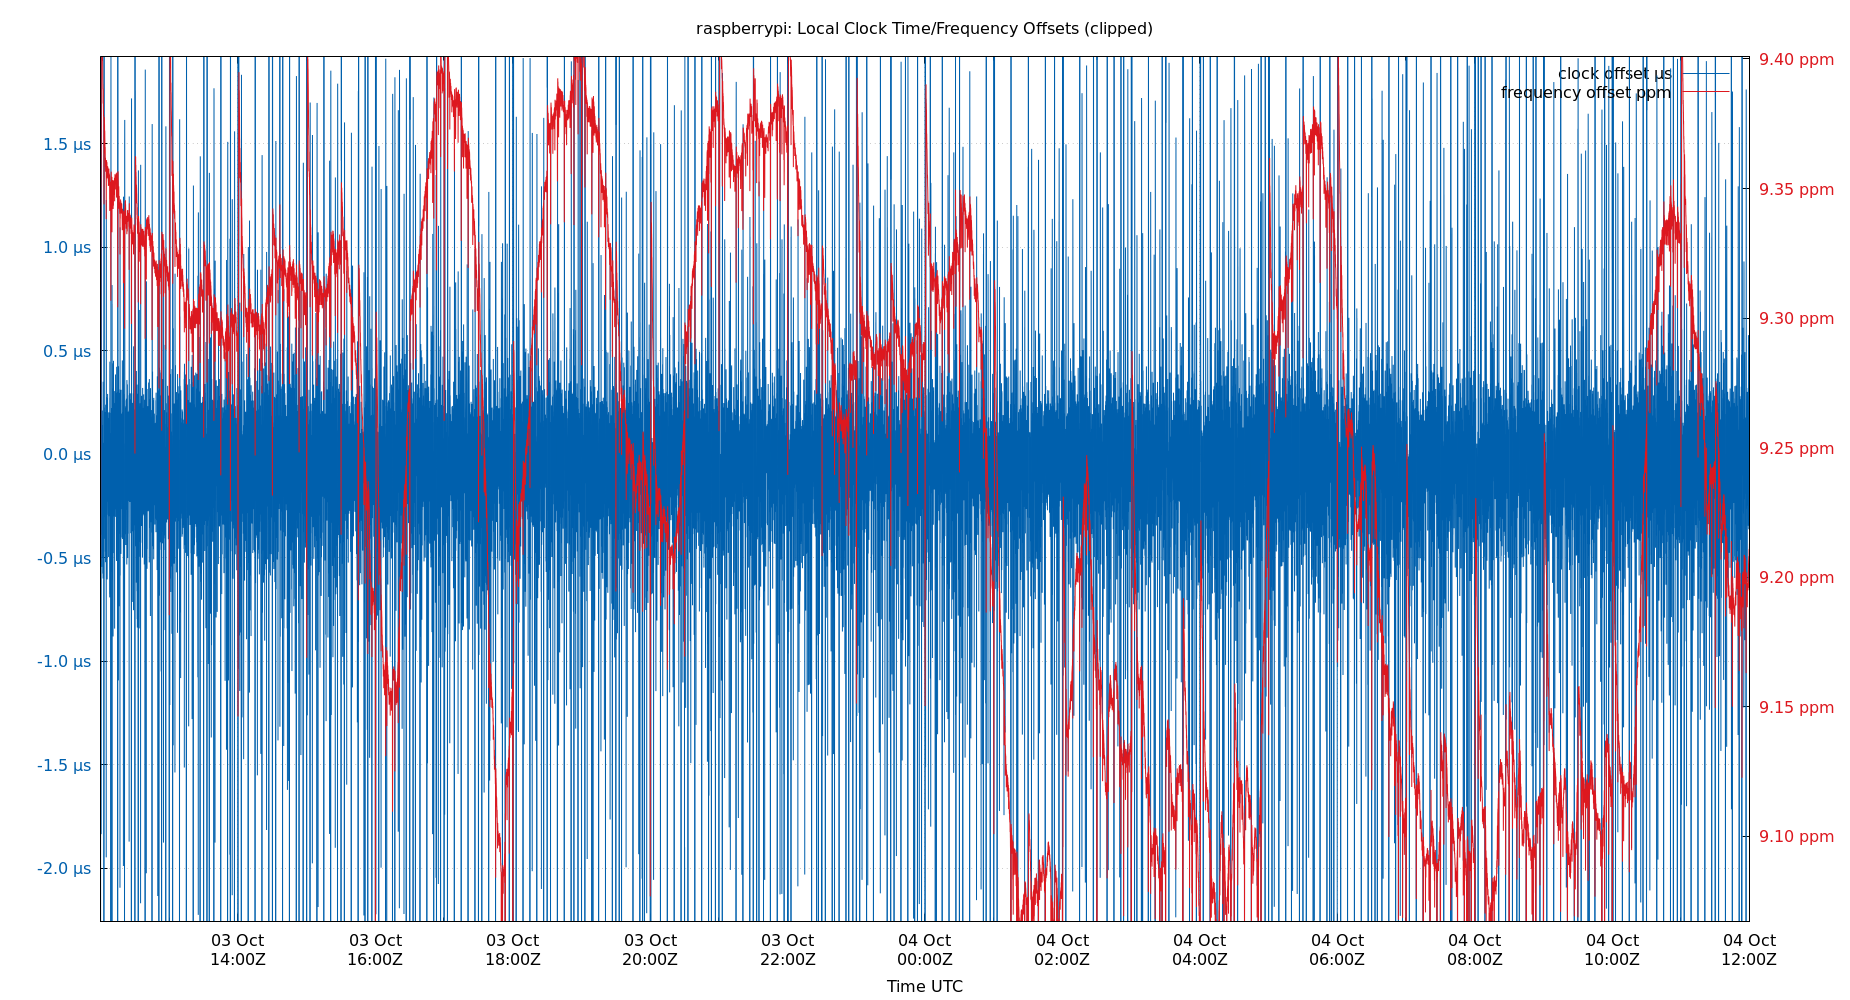 raspberrypi: Local Clock Time/Frequency Offsets (clipped)
clock offset µs
frequency offset ppm
1.5 µs
1.0 µs
0.5 µs
0.0 µs
-0.5 µs
-1.0 µs
-1.5 µs
-2.0 µs
9.40 ppm
9.35 ppm
9.30 ppm
9.25 ppm
9.20 ppm
9.15 ppm
9.10 ppm
03 Oct 03 Oct 03 Oct 03 Oct 03 Oct 04 Oct 04 Oct 04 Oct 04 Oct 04 Oct 04 Oct 04 Oct
14:00Z 16:00Z 18:00Z 20:00Z 22:00Z 00:00Z 02:00Z 04:00Z 06:00Z 08:00Z 10:00Z 12:00Z
Time UTC